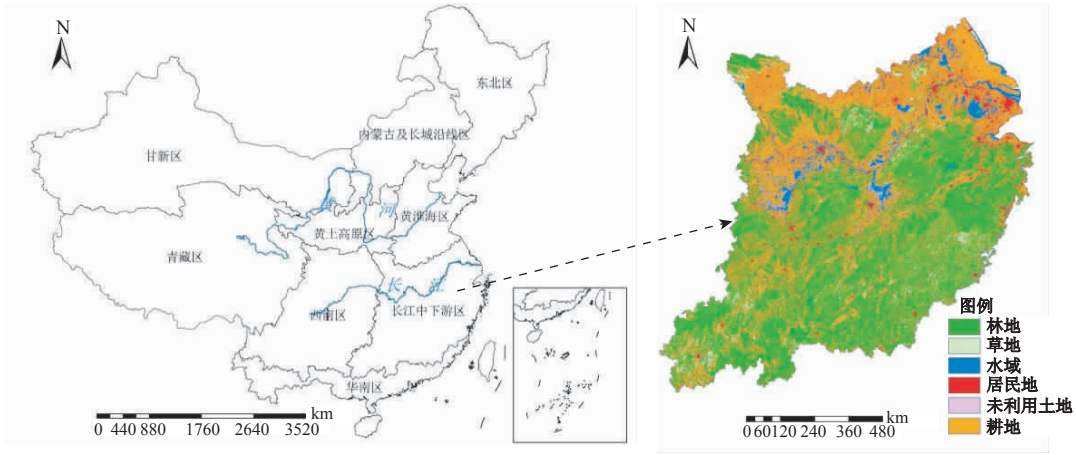 N
东北区
内蒙古及长城沿线区
甘新区
黄
河
黄淮海区
黄土高原区
青藏区
长
江
西南区
长江中下游区
华南区
km
0 440 880 1760 2640 3520
N
图例
林地
草地
水域
居民地
未利用土地
耕地
km
0 60120 240 360 480